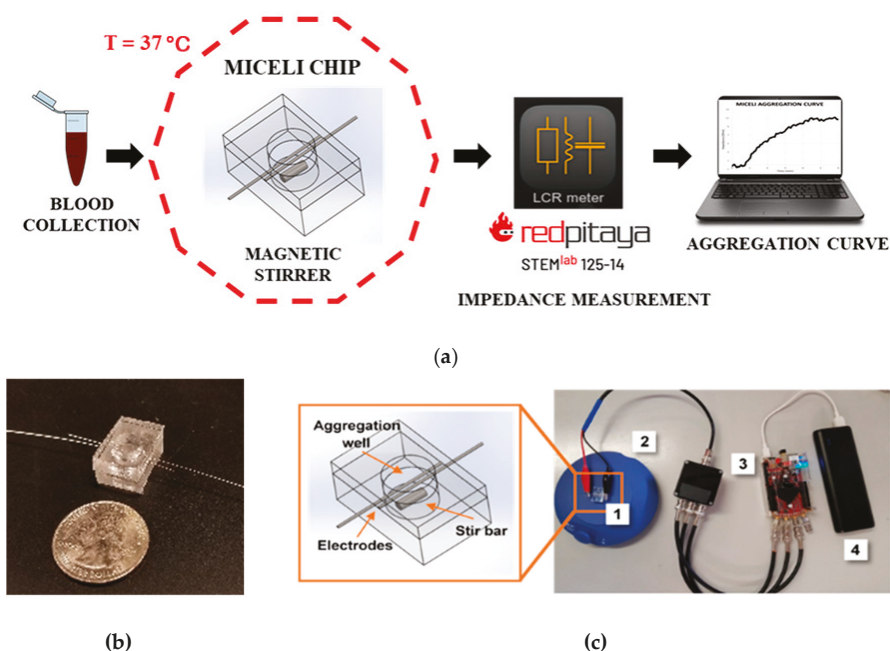 T = 37 °C
MICELI CHIP
BLOOD
COLLECTION
MAGNETIC
STIRRER
LCR meter
redpitaya
STEMlab 125-14
IMPEDANCE MEASUREMENT
MICELI AGGREGATION CURVE
AGGREGATION CURVE
(a)
(b)
Aggregation
well
Electrodes
Stir bar
1
2
3
4
(c)